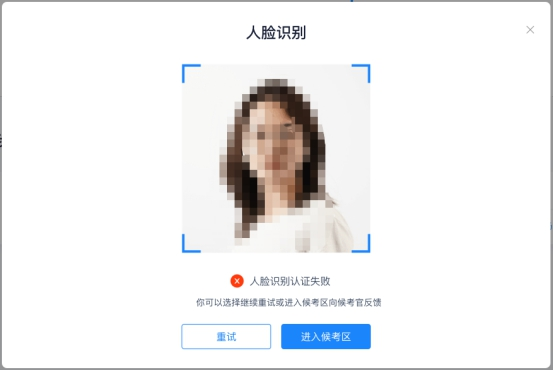 人脸识别
人脸识别认证失败
你可以选择继续重试或进入候考区向候考官反馈
重试
进入候考区